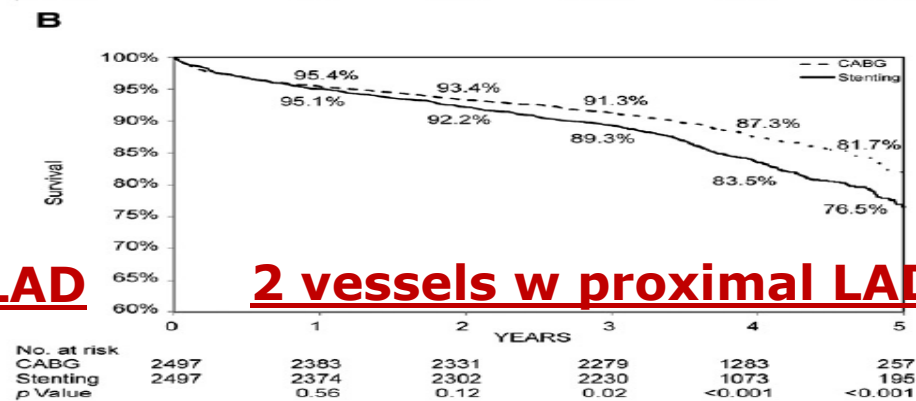 B
100%
95%
90%
85%
80%
75%
70%
65%
60%
Survival
CABG
Stenting
95.4%
95.1%
93.4%
92.2%
91.3%
89.3%
87.3%
83.5%
81.7%
76.5%
LAD
2 vessels w proximal LAD
0 1 2 3 4 5
YEARS
No. at risk
CABG 2497 2383 2331 2279 1283 257
Stenting 2497 2374 2302 2230 1073 195
p Value 0.56 0.12 0.02 <0.001 <0.001